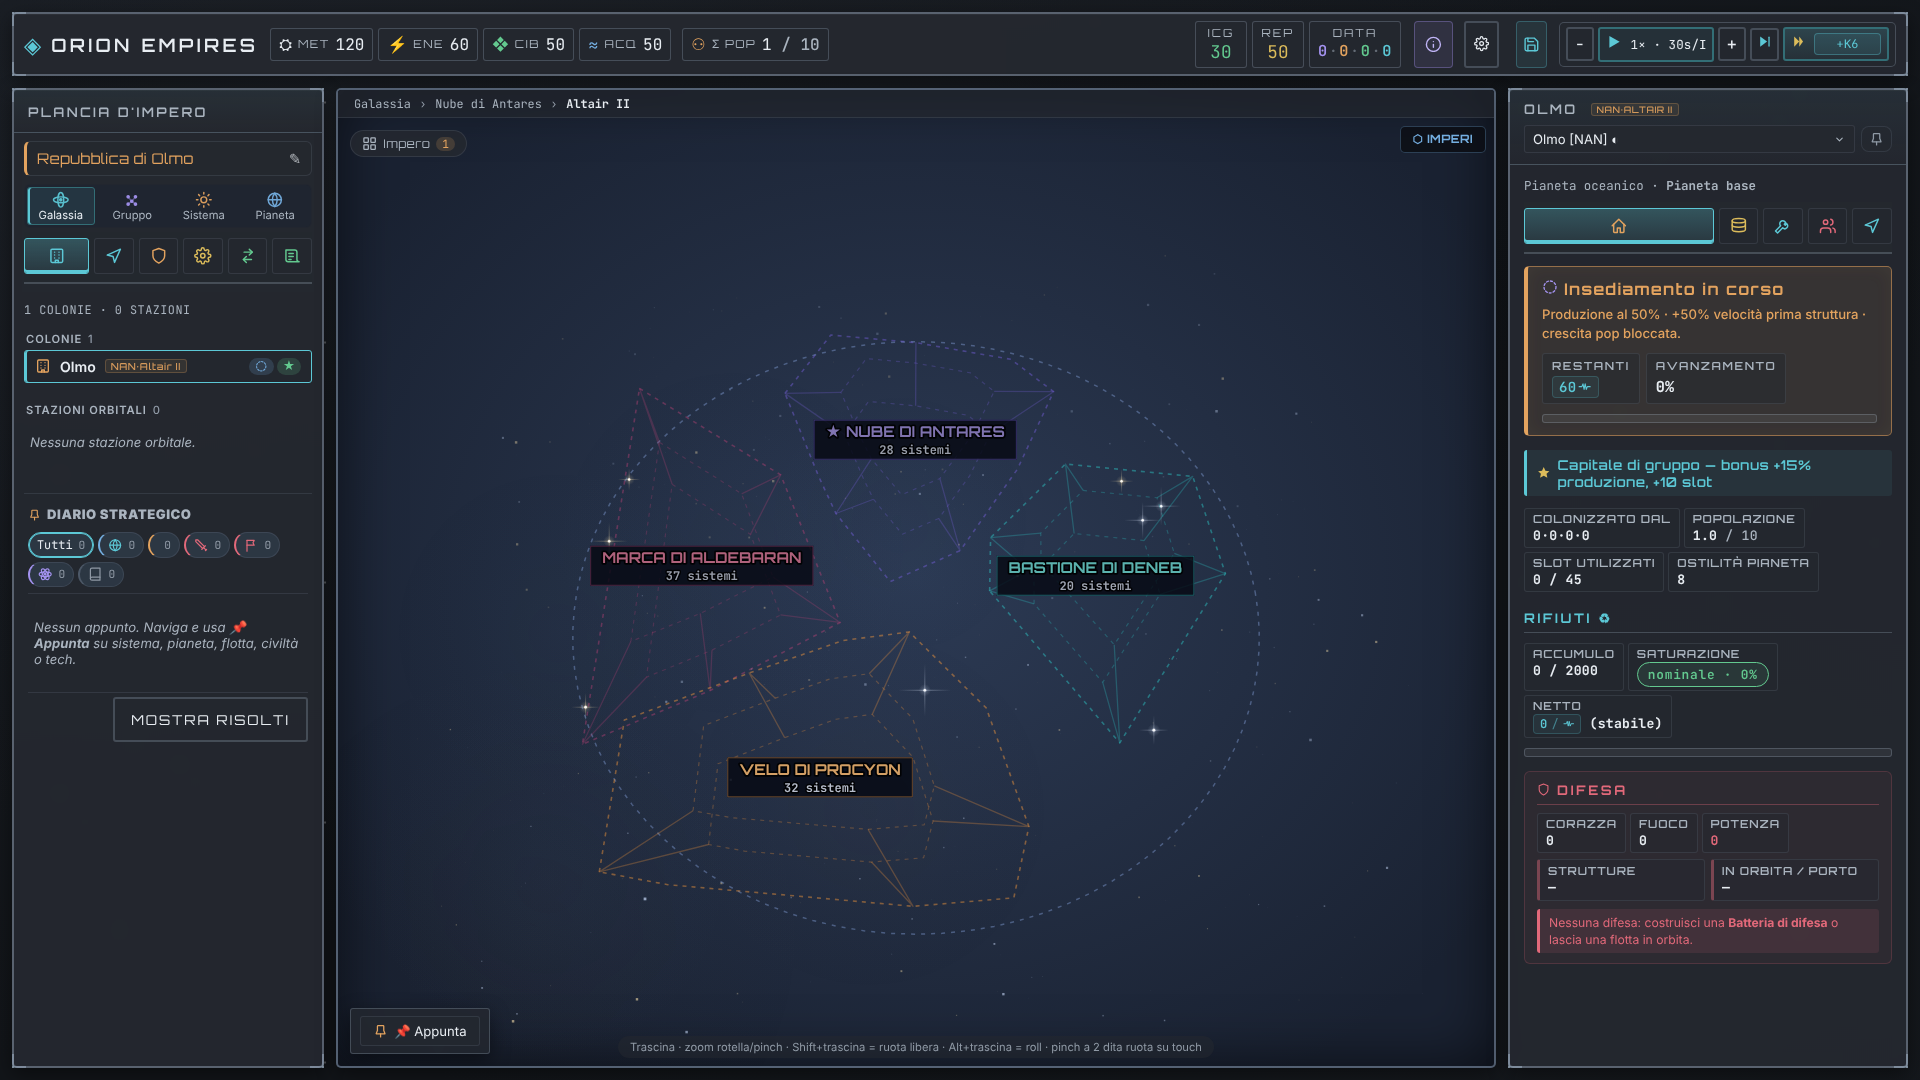 ORION EMPIRES
MET 120
ENE 60
CIB 50
ACQ 50
Σ POP 1 / 10
ICG
30
REP
50
DATA
0·0·0·0
-
1× · 30s/I
+
+K6
PLANCIA D'IMPERO
Repubblica di Olmo
Galassia
Gruppo
Sistema
Pianeta
1 COLONIE · 0 STAZIONI
COLONIE 1
Olmo NAN·Altair II
STAZIONI ORBITALI 0
Nessuna stazione orbitale.
DIARIO STRATEGICO
Tutti 0
0
0
0
0
0
0
Nessun appunto. Naviga e usa 📌
Appunta su sistema, pianeta, flotta, civiltà
o tech.
MOSTRA RISOLTI
Galassia › Nube di Antares › Altair II
Impero 1
IMPERI
★ NUBE DI ANTARES
28 sistemi
MARCA DI ALDEBARAN
37 sistemi
BASTIONE DI DENEB
20 sistemi
VELO DI PROCYON
32 sistemi
📌 Appunta
Trascina · zoom rotella/pinch · Shift+trascina = ruota libera · Alt+trascina = roll · pinch a 2 dita ruota su touch
OLMO NAN·ALTAIR II
Olmo [NAN]
Pianeta oceanico · Pianeta base
Insediamento in corso
Produzione al 50% · +50% velocità prima struttura ·
crescita pop bloccata.
RESTANTI
60
AVANZAMENTO
0%
Capitale di gruppo — bonus +15%
produzione, +10 slot
COLONIZZATO DAL
0·0·0·0
POPOLAZIONE
1.0 / 10
SLOT UTILIZZATI
0 / 45
OSTILITÀ PIANETA
8
RIFIUTI ♻
ACCUMULO
0 / 2000
SATURAZIONE
nominale · 0%
NETTO
0 / (stabile)
DIFESA
CORAZZA
0
FUOCO
0
POTENZA
0
STRUTTURE
—
IN ORBITA / PORTO
—
Nessuna difesa: costruisci una Batteria di difesa o
lascia una flotta in orbita.